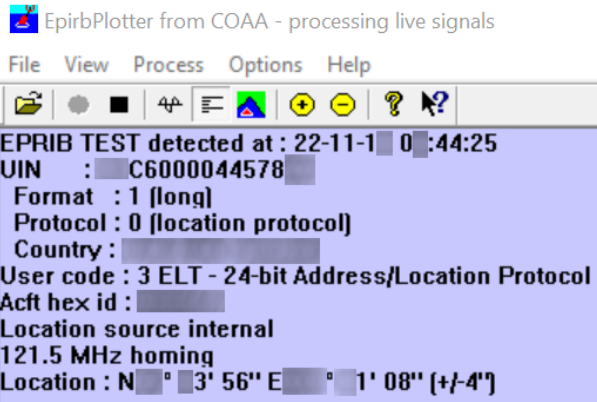 EpirbPlotter from COAA - processing live signals
File View Process Options Help
EPRIB TEST detected at : 22-11-1 0 :44:25
UIN : C6000044578
Format : 1 (long)
Protocol : 0 (location protocol)
Country :
User code : 3 ELT - 24-bit Address/Location Protocol
Acft hex id :
Location source internal
121.5 MHz homing
Location : N ° 3' 56" E ° 1' 08" (+/-4")